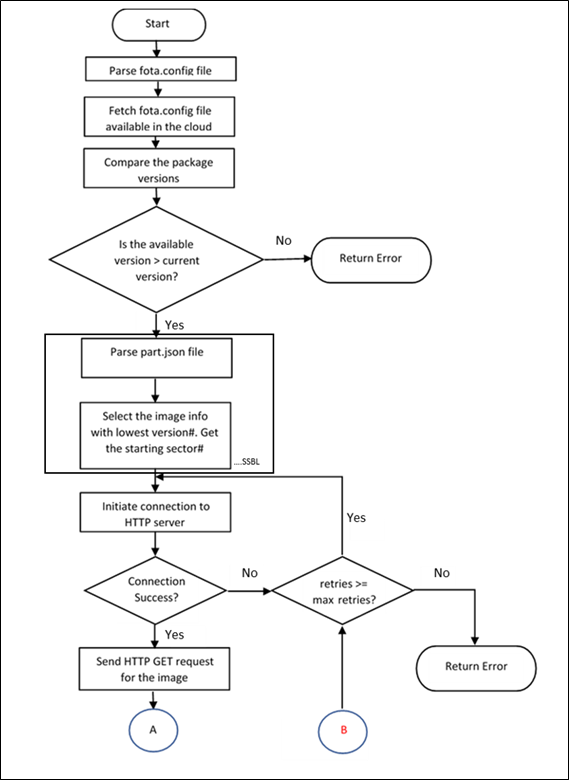 Start
Parse fota.config file
Fetch fota.config file
available in the cloud
Compare the package
versions
Is the available
version > current
version?
No
Return Error
Yes
Parse part.json file
Select the image info
with lowest version#. Get
the starting sector#
....SSBL
Initiate connection to
HTTP server
Yes
Connection
Success?
No
retries >=
max retries?
No
Yes
Send HTTP GET request
for the image
Return Error
A
B